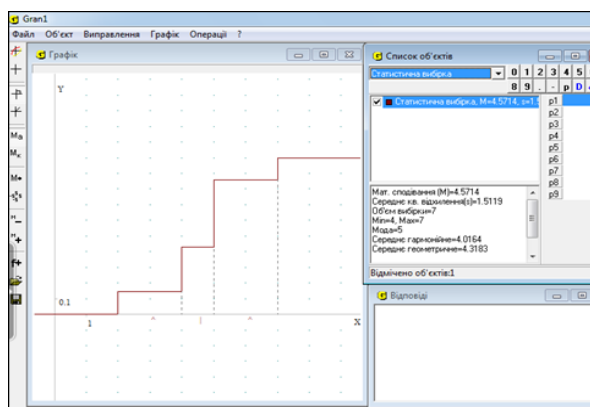 Gran1
Файл Об'єкт Виправлення Графік Операції ?
Графік
Y
0.1
1
X
Список об'єктів
Статистична вибірка
0 1 2 3 4 5
8 9 . - p D
Статистична вибірка, M=4.5714, s=1.5
p1
p2
p3
p4
p5
p6
p7
p8
p9
Мат. сподівання (M)=4.5714
Середнє кв. відхилення(s)=1.5119
Об'єм вибірки=7
Min=4, Max=7
Мода=5
Середнє гармонійне=4.0164
Середнє геометричне=4.3183
Відмічено об'єктів:1
Відповіді